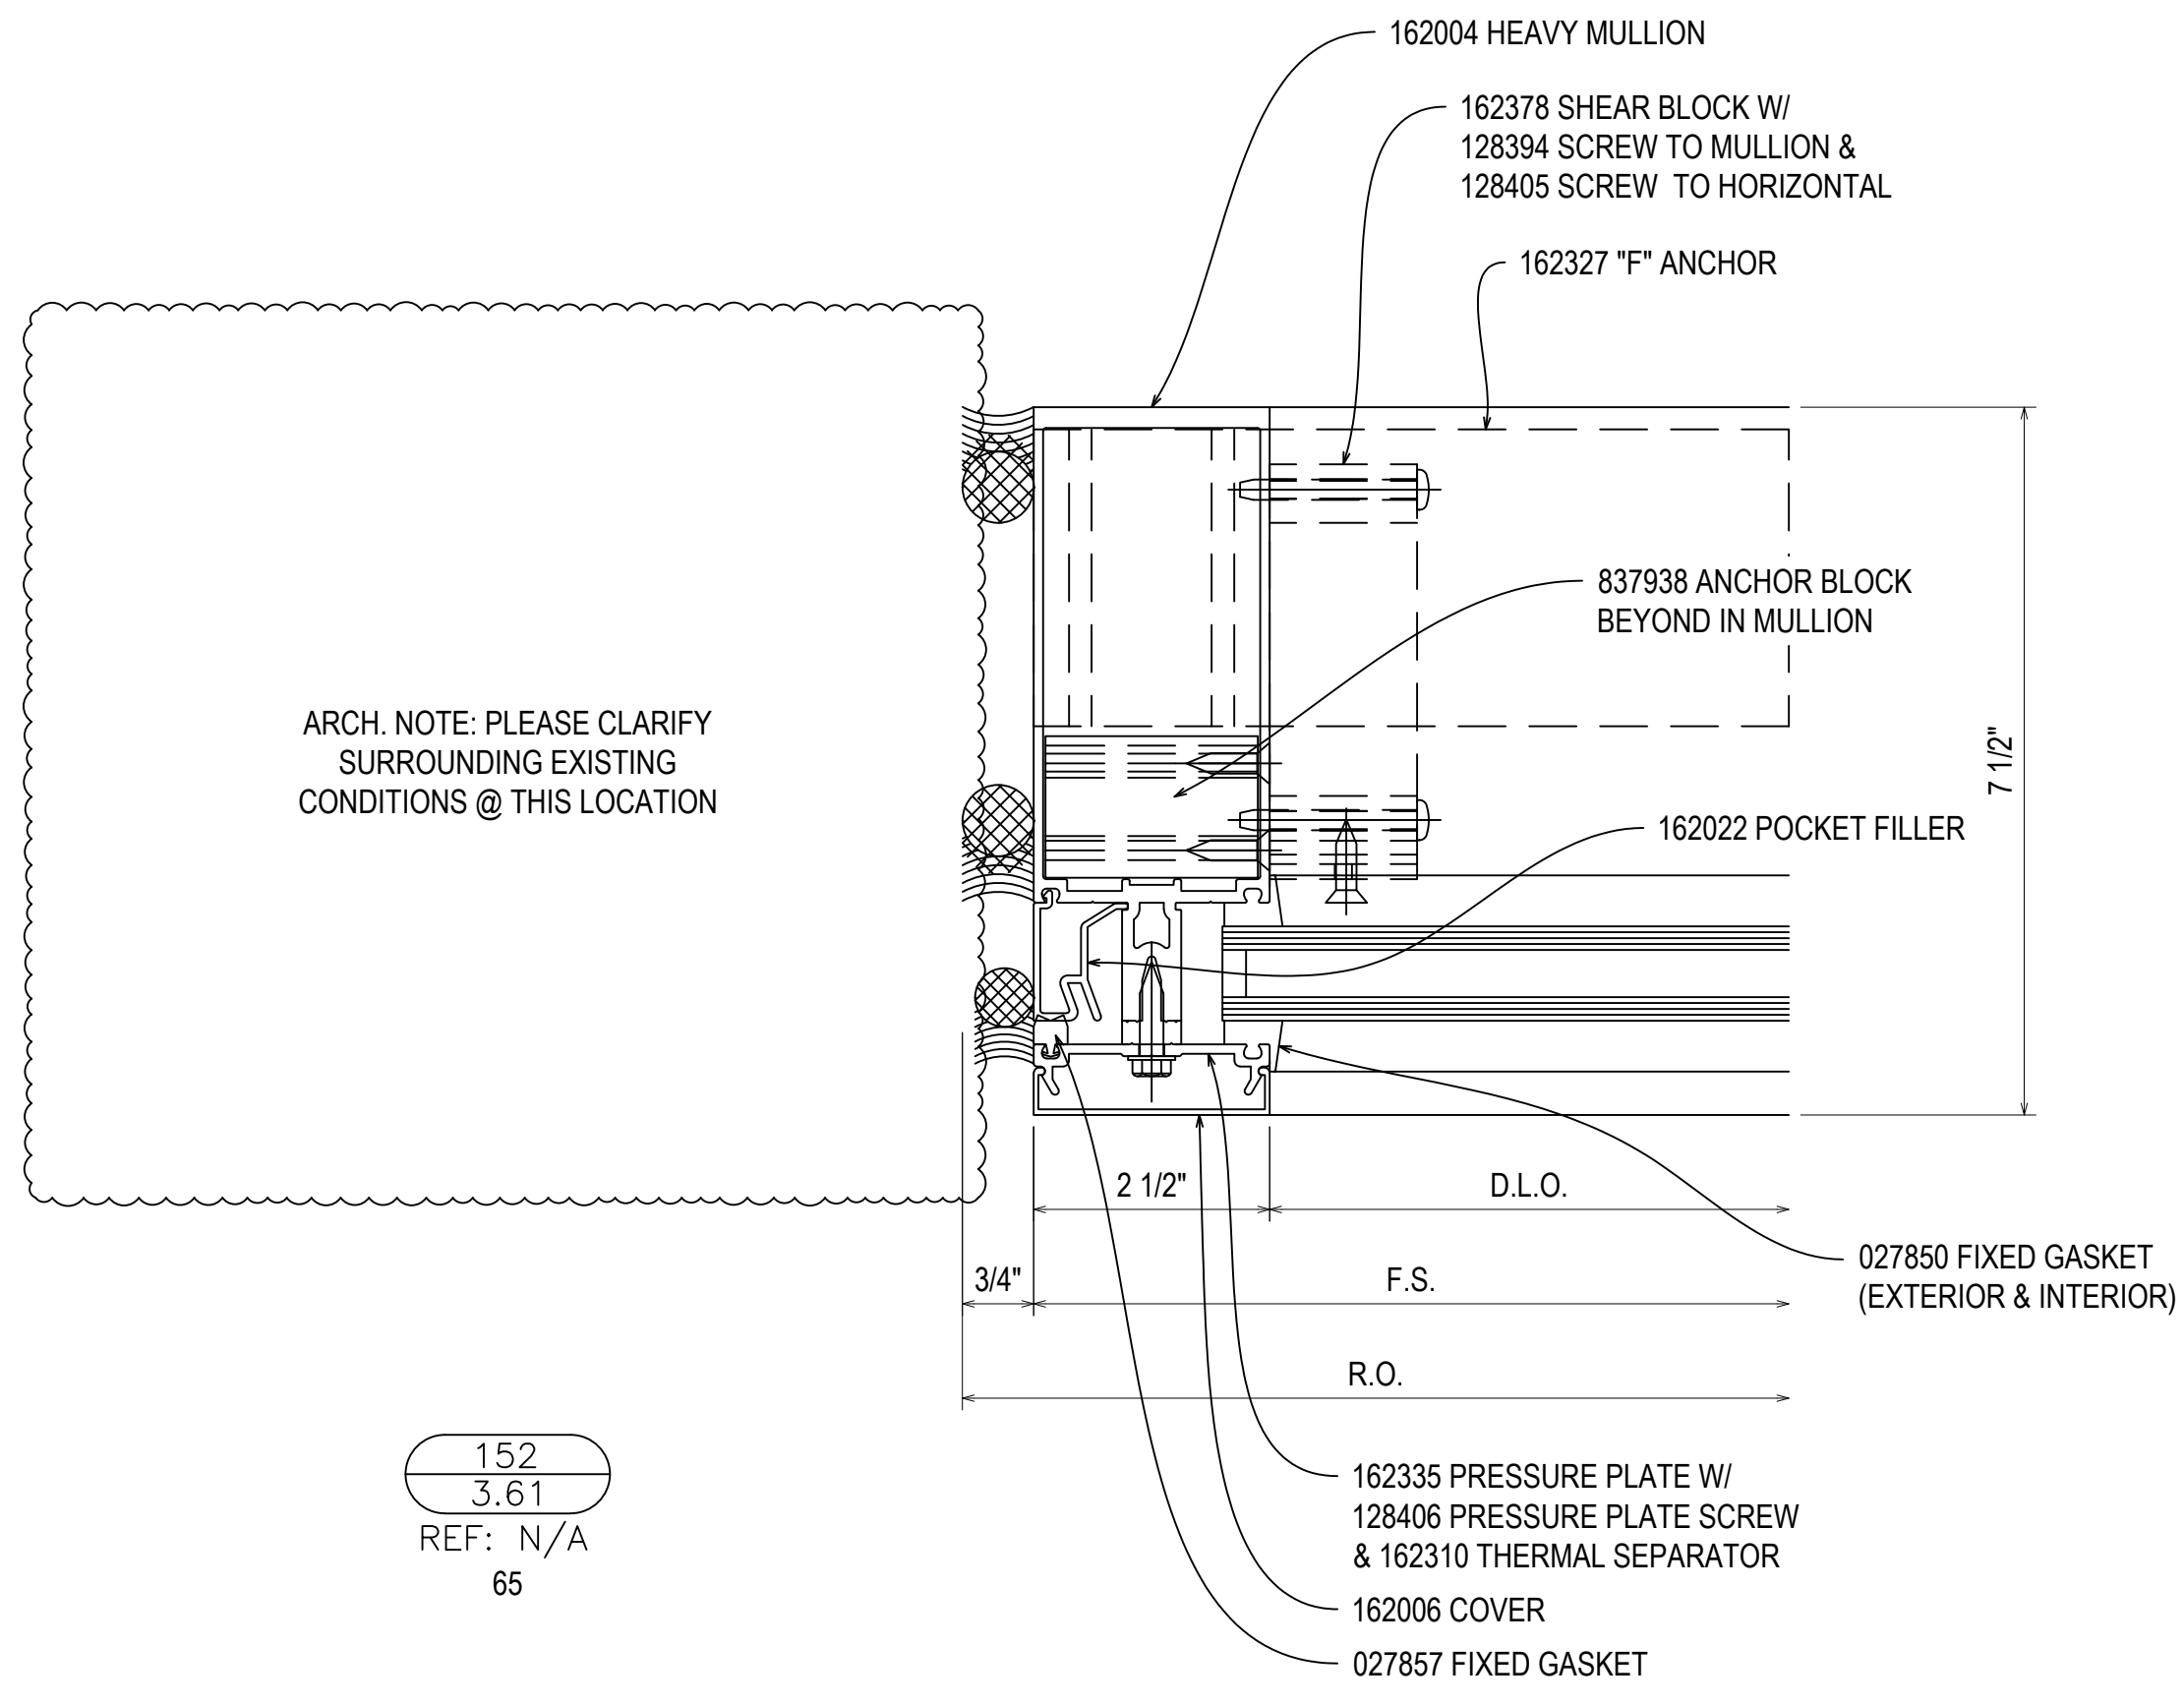 162004 HEAVY MULLION
162378 SHEAR BLOCK W/
128394 SCREW TO MULLION &
128405 SCREW TO HORIZONTAL
162327 "F" ANCHOR
837938 ANCHOR BLOCK
BEYOND IN MULLION
ARCH. NOTE: PLEASE CLARIFY
SURROUNDING EXISTING
CONDITIONS @ THIS LOCATION
7 1/2"
162022 POCKET FILLER
2 1/2"
D.L.O.
027850 FIXED GASKET
(EXTERIOR & INTERIOR)
3/4"
F.S.
R.O.
152
3.61
REF: N/A
65
162335 PRESSURE PLATE W/
128406 PRESSURE PLATE SCREW
& 162310 THERMAL SEPARATOR
162006 COVER
027857 FIXED GASKET